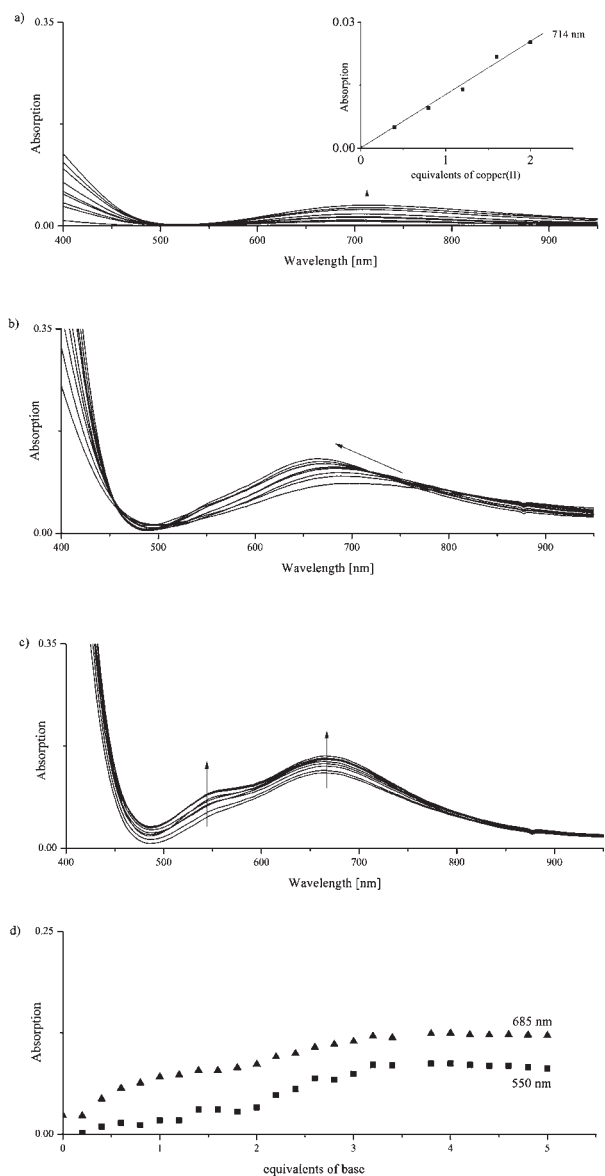 a)
0.35
Absorption
0.00
400
500
600
700
800
900
Wavelength [nm]
0.03
Absorption
0.00
714 nm
0
1
2
equivalents of copper(II)
b)
0.35
Absorption
0.00
400
500
600
700
800
900
Wavelength [nm]
c)
0.35
Absorption
0.00
400
500
600
700
800
900
Wavelength [nm]
d)
0.25
Absorption
0.00
685 nm
550 nm
0
1
2
3
4
5
equivalents of base